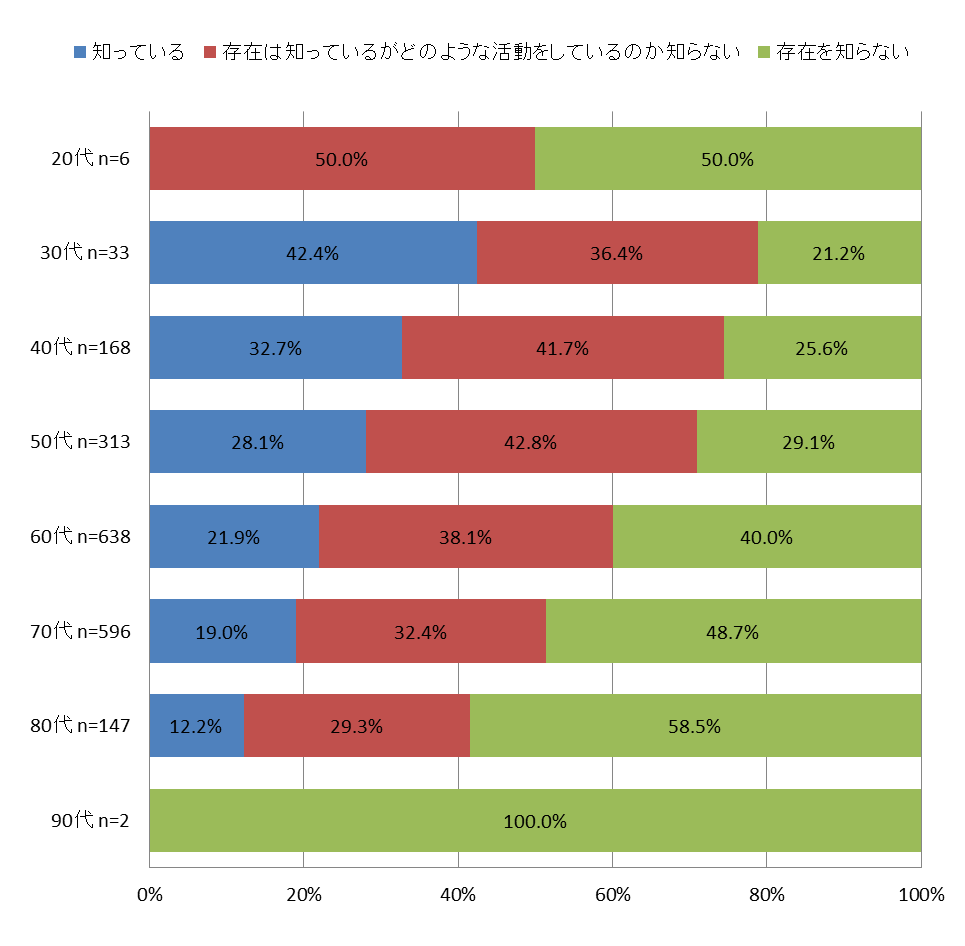 知っている 存在は知っているがどのような活動をしているのか知らない 存在を知らない
20代 n=6 50.0% 50.0%
30代 n=33 42.4% 36.4% 21.2%
40代 n=168 32.7% 41.7% 25.6%
50代 n=313 28.1% 42.8% 29.1%
60代 n=638 21.9% 38.1% 40.0%
70代 n=596 19.0% 32.4% 48.7%
80代 n=147 12.2% 29.3% 58.5%
90代 n=2 100.0%
0% 20% 40% 60% 80% 100%